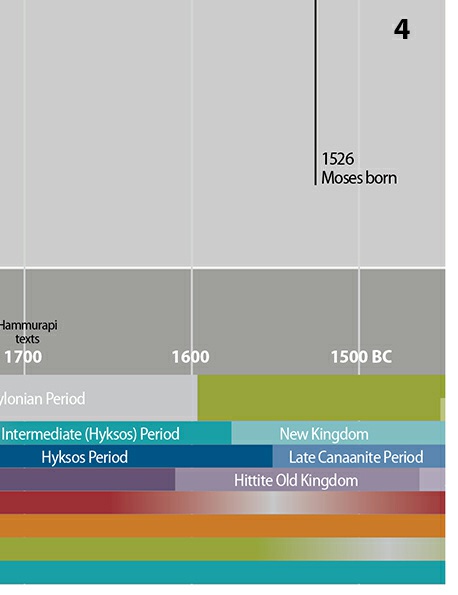 4
1526
Moses born
Hammurapi
texts
1700
1600
1500 BC
ylonian Period
Intermediate (Hyksos) Period
New Kingdom
Hyksos Period
Late Canaanite Period
Hittite Old Kingdom